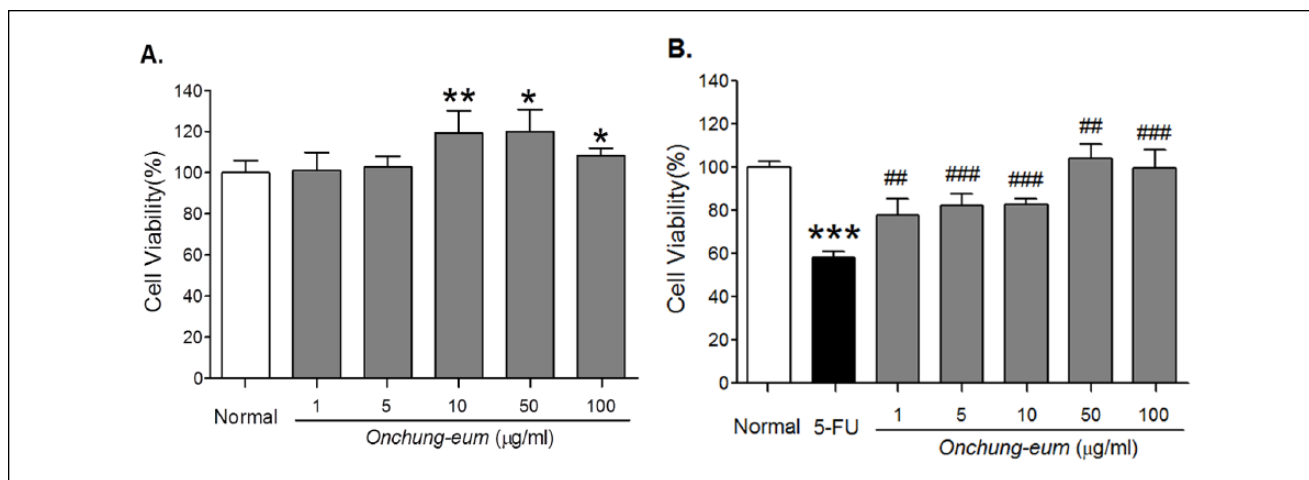 A.
Cell Viability(%)
140
120
100
80
60
40
20
0
** * *
Normal 1 5 10 50 100
Onchung-eum (μg/ml)
B.
Cell Viability(%)
140
120
100
80
60
40
20
0
*** ## ### ### ## ###
Normal 5-FU 1 5 10 50 100
Onchung-eum (μg/ml)